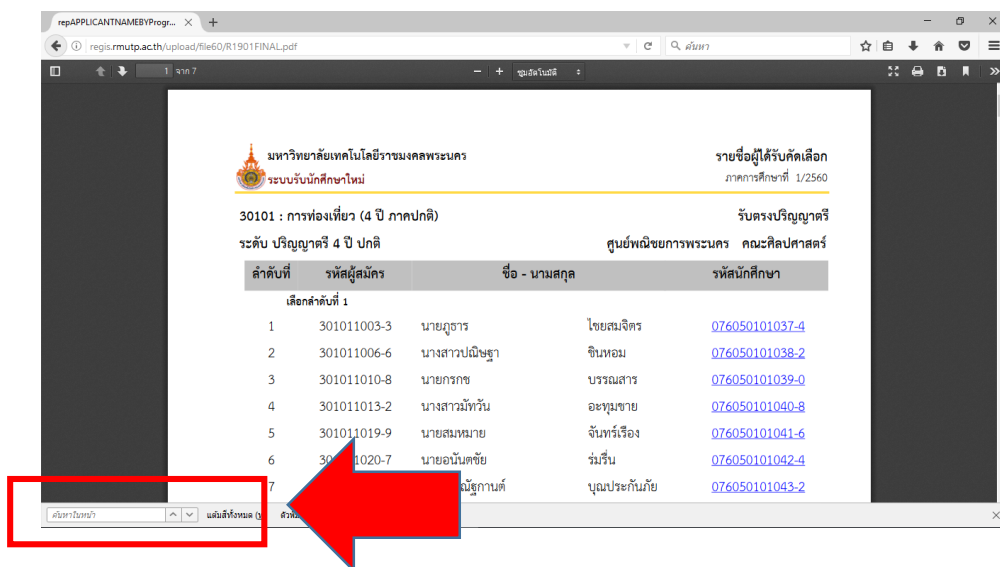 repAPPLICANTNAMEBYProgr...
regis.rmutp.ac.th/upload/file60/R1901FINAL.pdf
ค้นหา
1 จาก 7
ซูมอัตโนมัติ
มหาวิทยาลัยเทคโนโลยีราชมงคลพระนคร
รายชื่อผู้ได้รับคัดเลือก
ระบบรับนักศึกษาใหม่
ภาคการศึกษาที่ 1/2560
30101 : การท่องเที่ยว (4 ปี ภาคปกติ)
รับตรงปริญญาตรี
ระดับ ปริญญาตรี 4 ปี ปกติ
ศูนย์พณิชยการพระนคร คณะศิลปศาสตร์
ลำดับที่ รหัสผู้สมัคร ชื่อ - นามสกุล รหัสนักศึกษา
เลือกลำดับที่ 1
1 301011003-3 นายภูธาร ไชยสมจิตร 076050101037-4
2 301011006-6 นางสาวปณิษฐา ชินหอม 076050101038-2
3 301011010-8 นายกรกช บรรณสาร 076050101039-0
4 301011013-2 นางสาวมัทวัน อะทุมชาย 076050101040-8
5 301011019-9 นายสมหมาย จันทร์เรือง 076050101041-6
6 1020-7 นายอนันตชัย ร่มรื่น 076050101042-4
7 ณัฐกานต์ บุณประกันภัย 076050101043-2
ค้นหาในหน้า
แต้มสีทั้งหมด